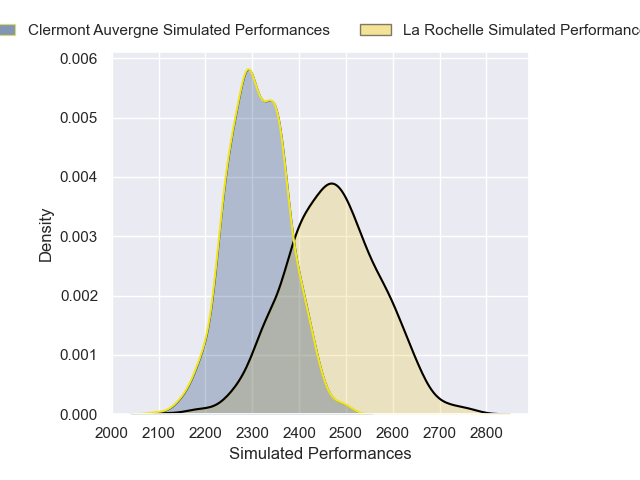 Clermont Auvergne Simulated Performances
La Rochelle Simulated
0.006
0.005
0.004
0.003
0.002
0.001
0.000
Density
2000 2100 2200 2300 2400 2500 2600 2700 2800
Simulated Performances